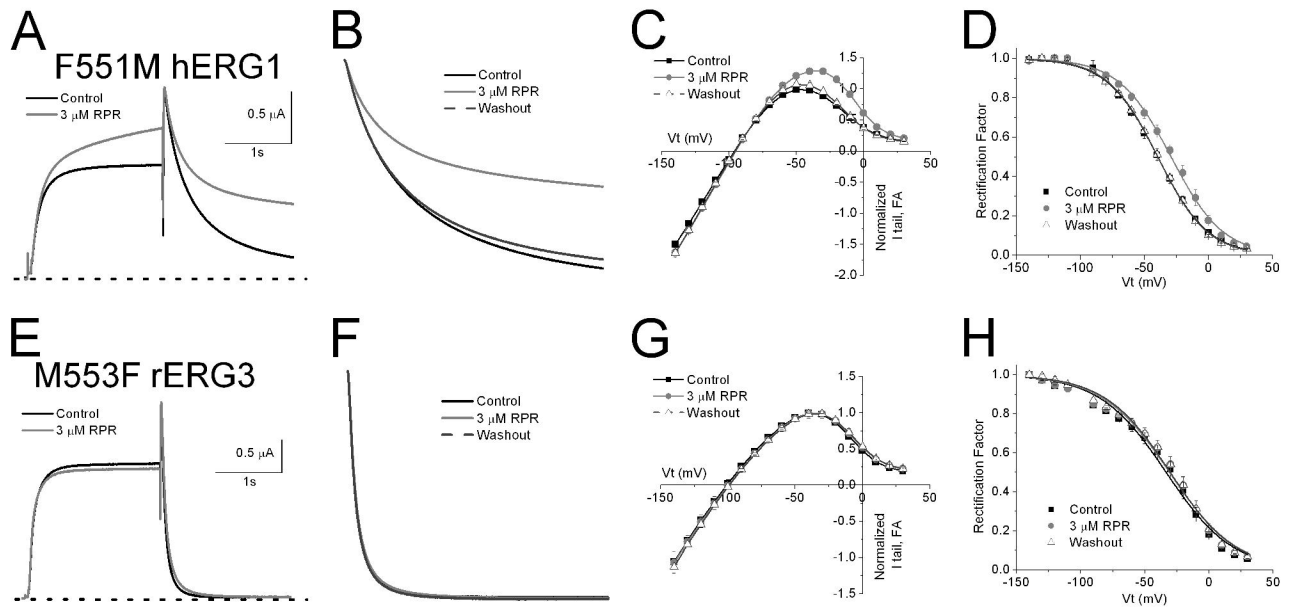 A
F551M hERG1
Control
3 μM RPR
0.5 μA
1s
B
Control
3 μM RPR
Washout
C
Control
3 μM RPR
Washout
Vt (mV)
-150 -100 -50 0 50
1.5
1.0
0.5
0.0
-0.5
-1.0
-1.5
-2.0
Normalized
I tail, FA
D
Rectification Factor
1.0
0.8
0.6
0.4
0.2
0.0
Control
3 μM RPR
Washout
-150 -100 -50 0 50
Vt (mV)
E
M553F rERG3
Control
3 μM RPR
0.5 μA
1s
F
Control
3 μM RPR
Washout
G
Control
3 μM RPR
Washout
Vt (mV)
-150 -100 -50 0 50
1.5
1.0
0.5
0.0
-0.5
-1.0
-1.5
Normalized
I tail, FA
H
Rectification Factor
1.0
0.8
0.6
0.4
0.2
0.0
Control
3 μM RPR
Washout
-150 -100 -50 0 50
Vt (mV)